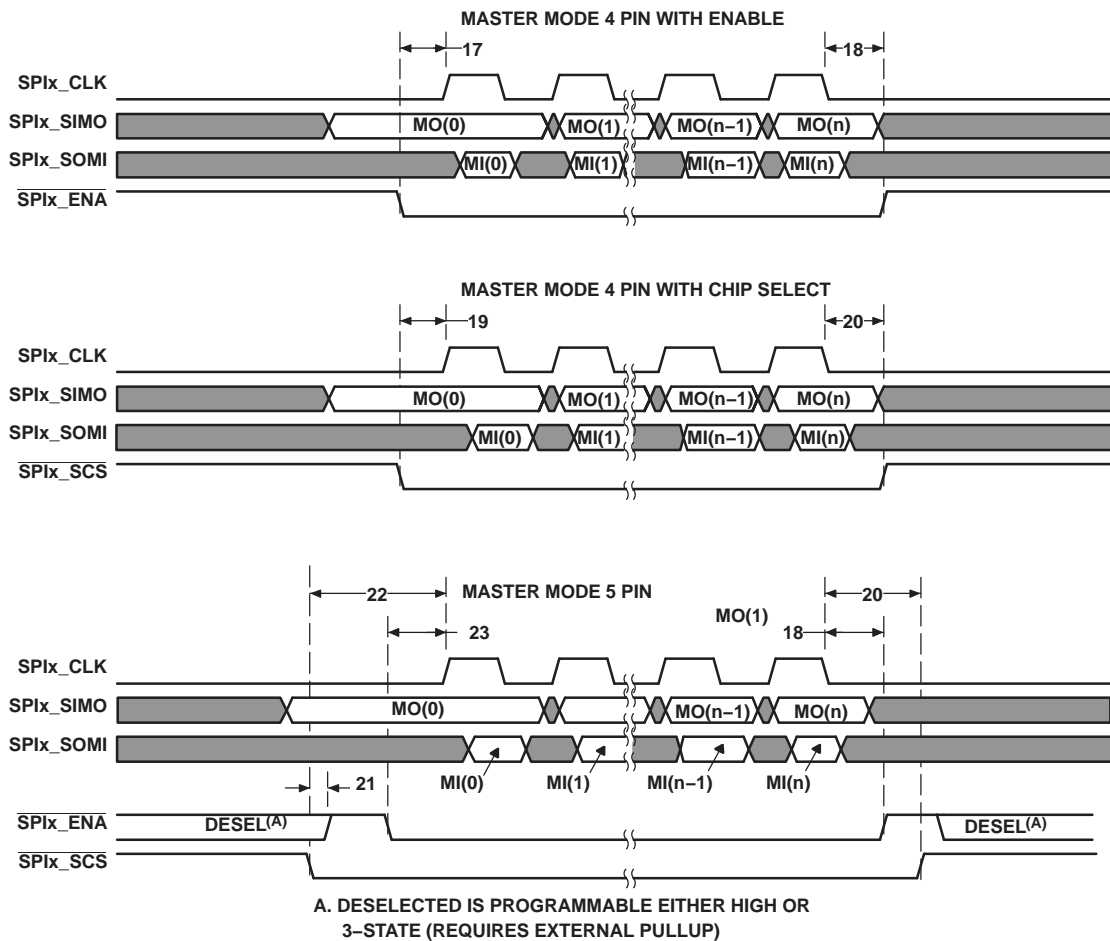 MASTER MODE 4 PIN WITH ENABLE
17
18
SPIx_CLK
SPIx_SIMO
MO(0)
MO(1)
MO(n−1)
MO(n)
SPIx_SOMI
MI(0)
MI(1)
MI(n−1)
MI(n)
SPIx_ENA
MASTER MODE 4 PIN WITH CHIP SELECT
19
20
SPIx_CLK
SPIx_SIMO
MO(0)
MO(1)
MO(n−1)
MO(n)
SPIx_SOMI
MI(0)
MI(1)
MI(n−1)
MI(n)
SPIx_SCS
MASTER MODE 5 PIN
22
20
MO(1)
23
18
SPIx_CLK
SPIx_SIMO
MO(0)
MO(n−1)
MO(n)
SPIx_SOMI
MI(0)
MI(1)
MI(n−1)
MI(n)
21
SPIx_ENA
DESEL(A)
DESEL(A)
SPIx_SCS
A. DESELECTED IS PROGRAMMABLE EITHER HIGH OR
3−STATE (REQUIRES EXTERNAL PULLUP)